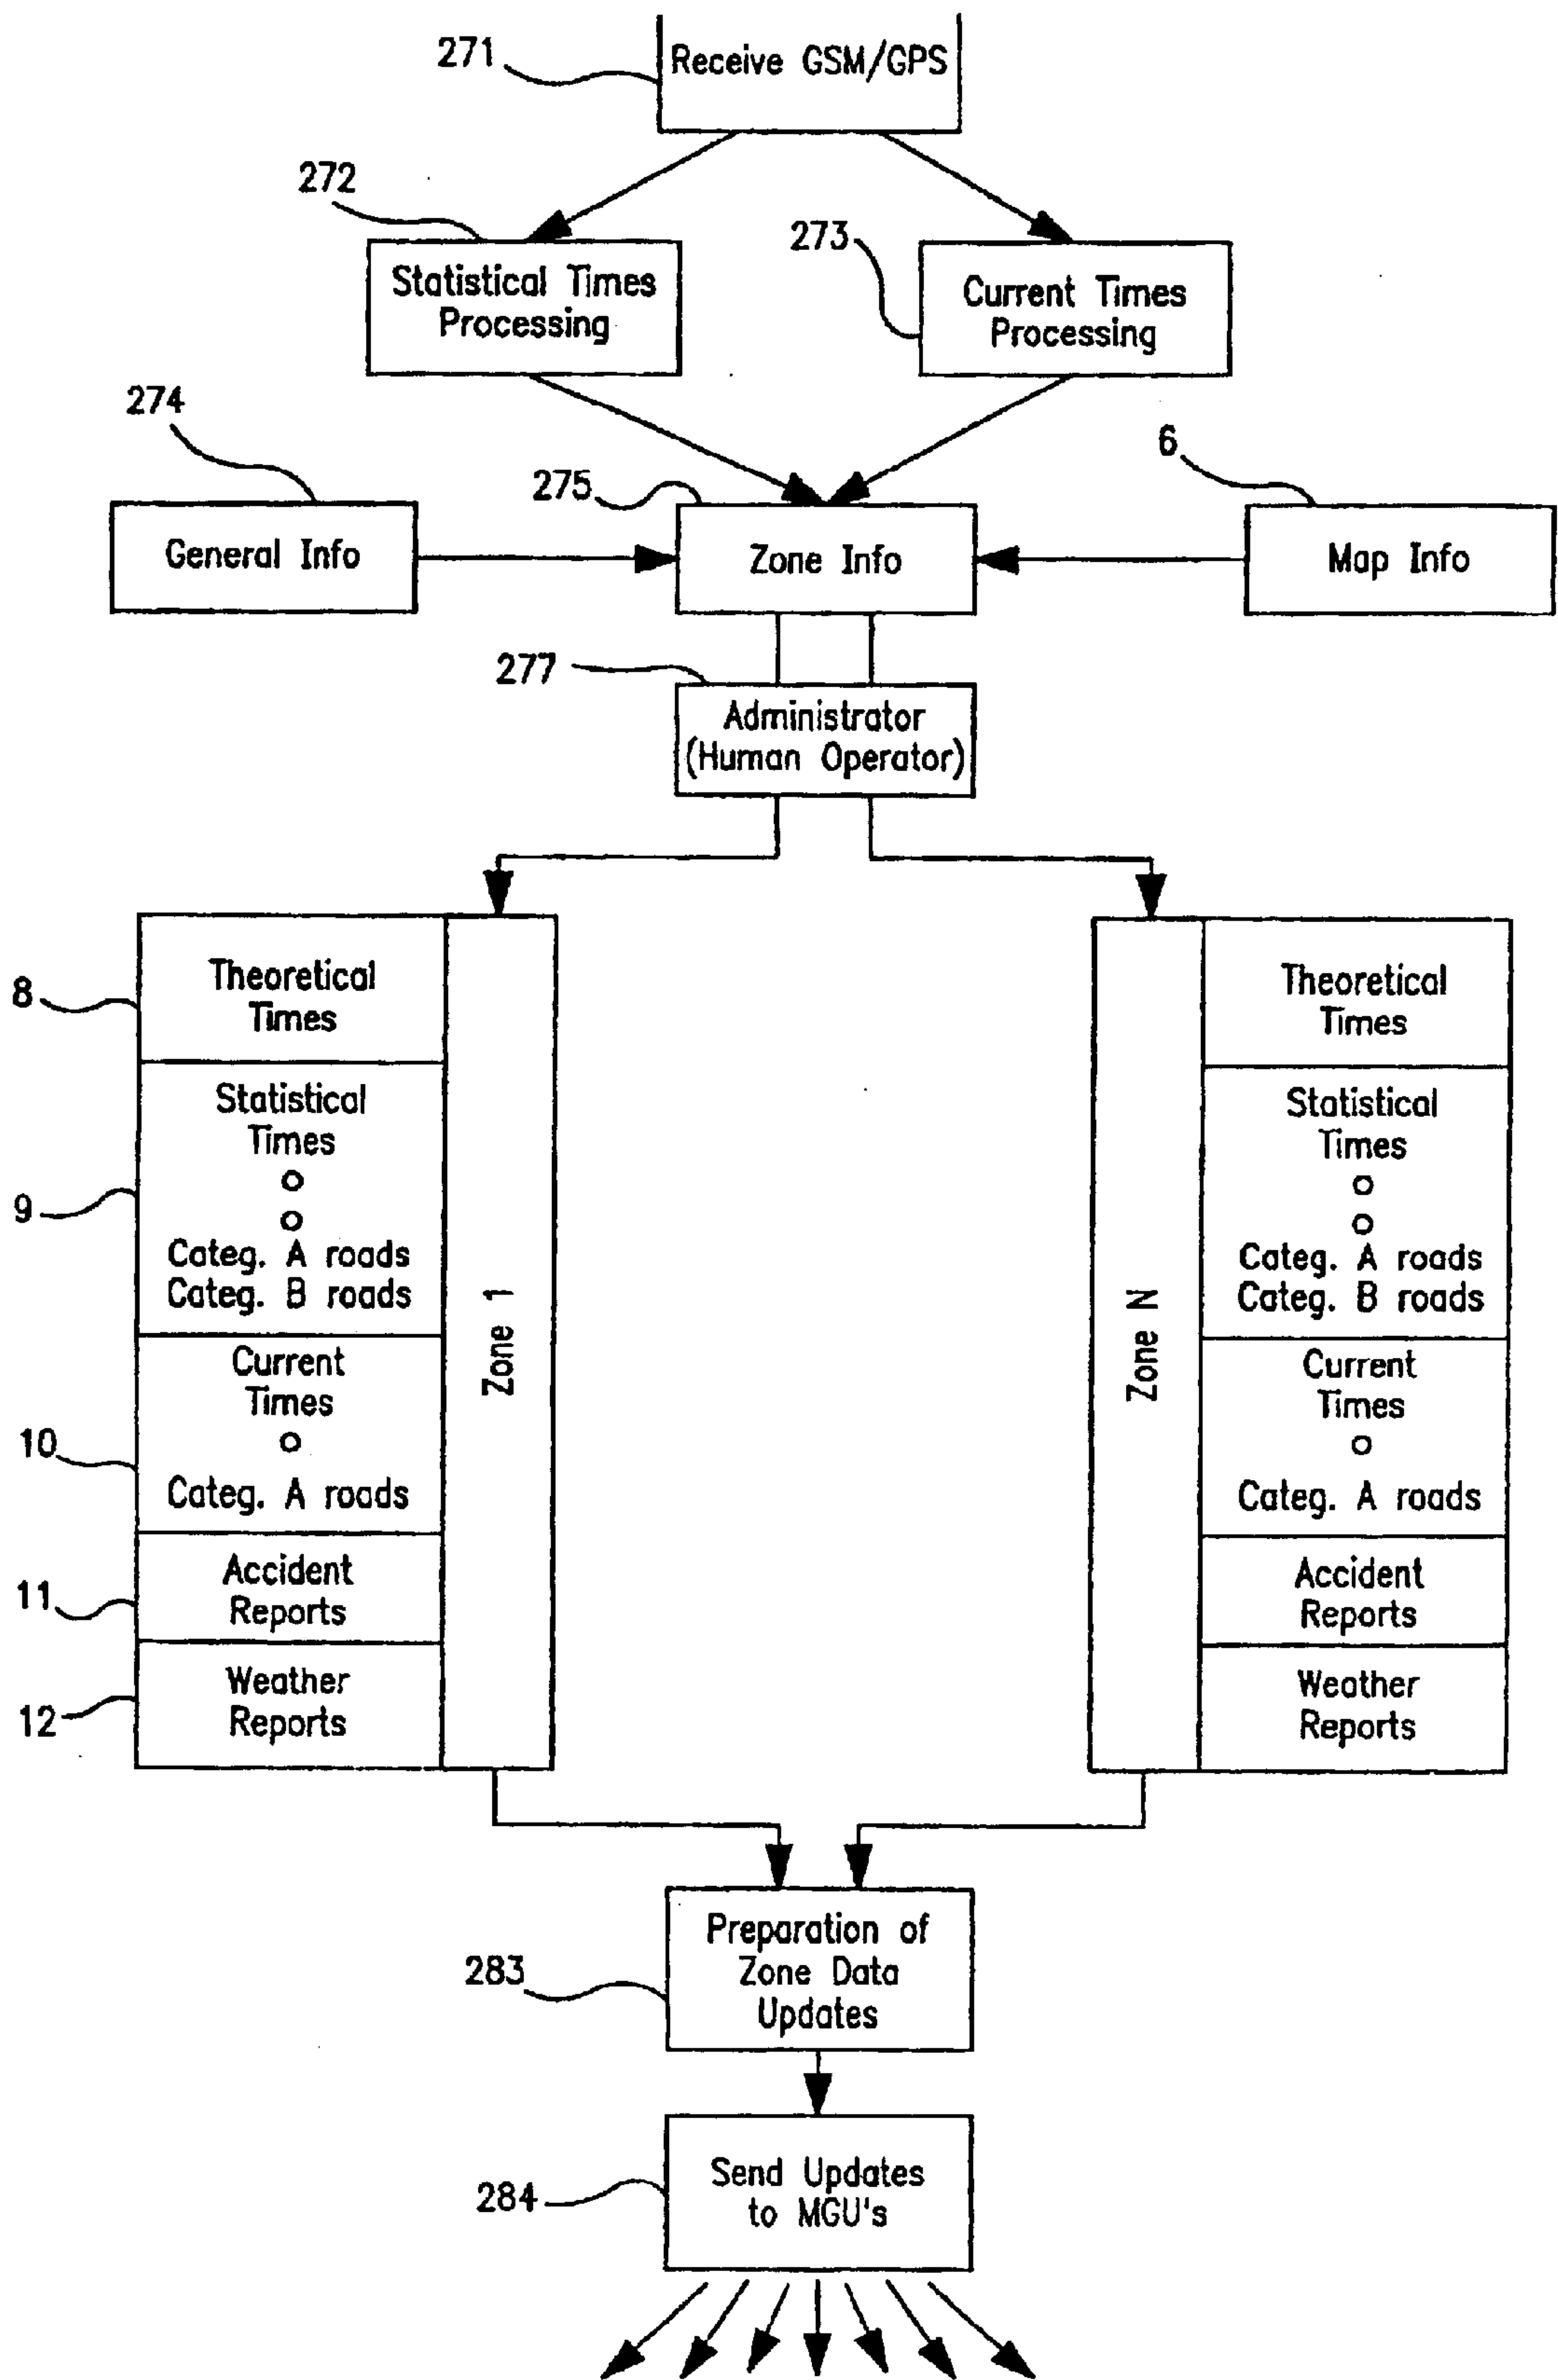 271
Receive GSM/GPS
272
Statistical Times
Processing
273
Current Times
Processing
274
General Info
275
Zone Info
6
Map Info
277
Administrator
(Human Operator)
8
Theoretical
Times
9
Statistical
Times
Categ. A roads
Categ. B roads
10
Current
Times
Categ. A roads
11
Accident
Reports
12
Weather
Reports
Zone 1
Zone N
Theoretical
Times
Statistical
Times
Categ. A roads
Categ. B roads
Current
Times
Categ. A roads
Accident
Reports
Weather
Reports
283
Preparation of
Zone Data
Updates
284
Send Updates
to MGU's